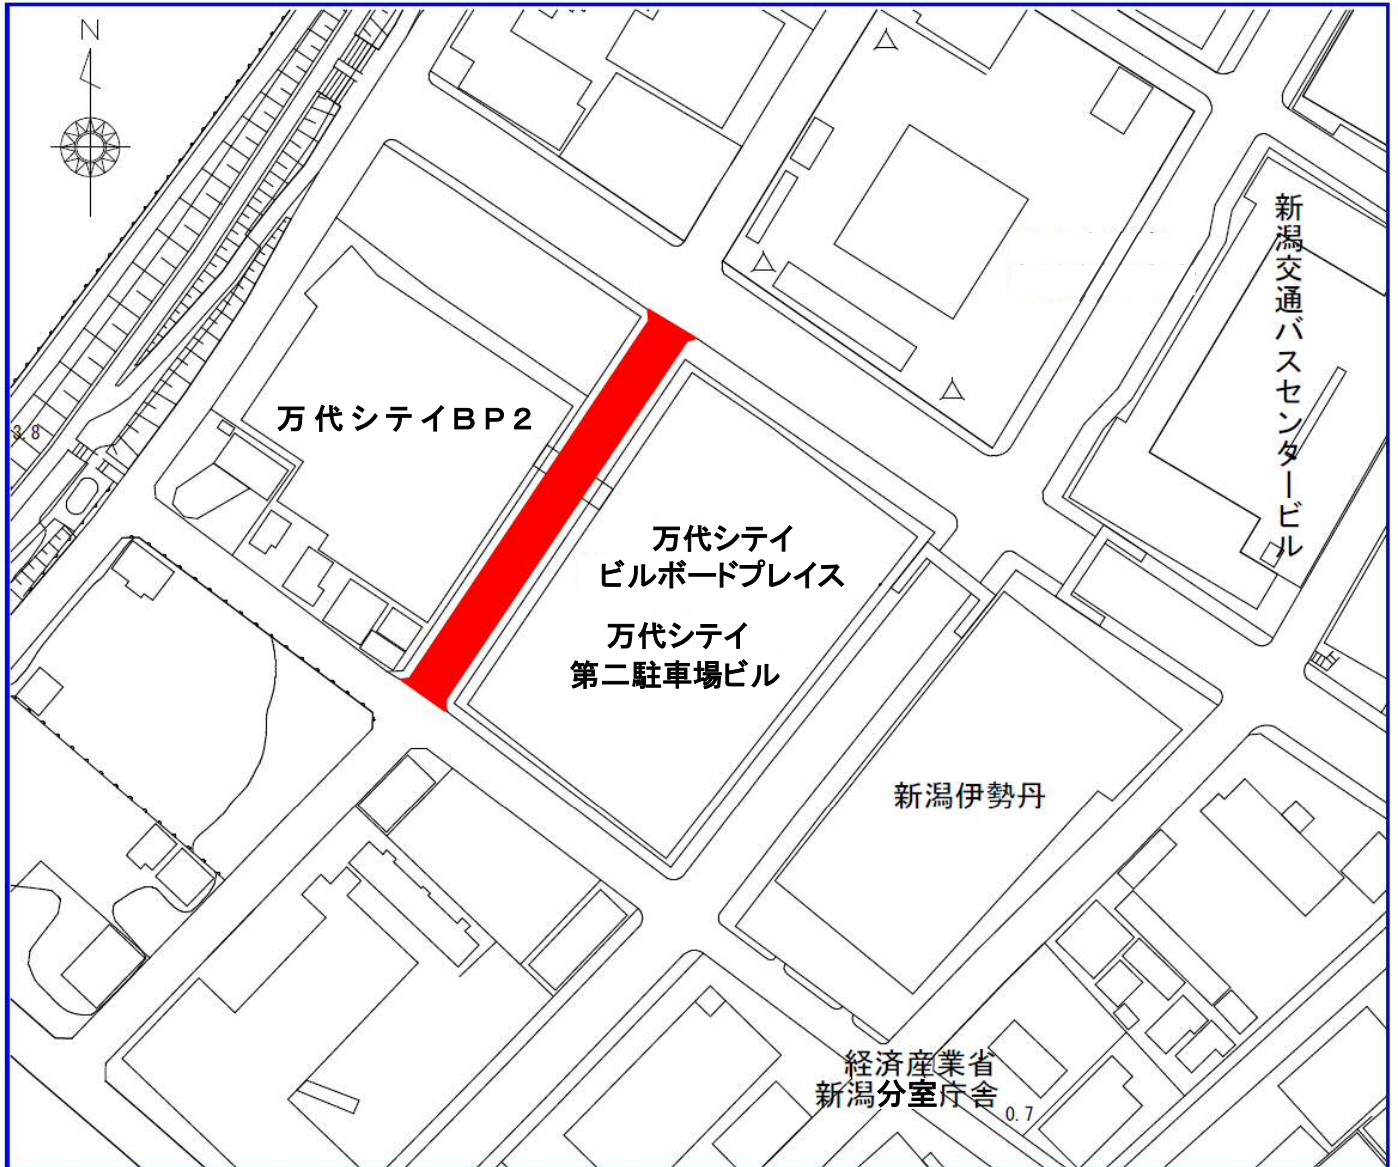 N
新潟交通バスセンタービル
万代シテイBP2
3.8
万代シテイ
ビルボードプレイス
万代シテイ
第二駐車場ビル
新潟伊勢丹
経済産業省
新潟分室庁舎
0.7